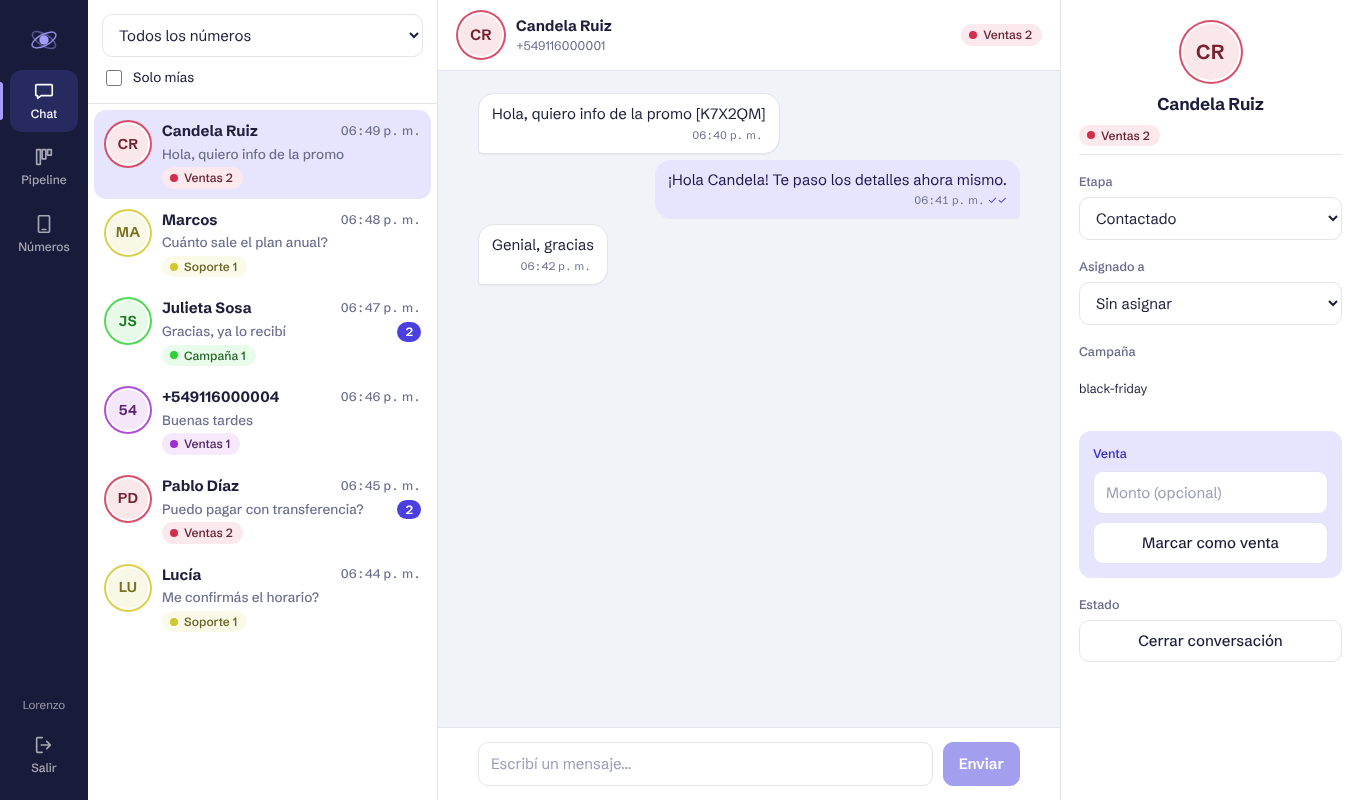 Chat
Pipeline
Números
Lorenzo
Salir
Todos los números
Solo mías
CR
Candela Ruiz
06:49 p. m.
Hola, quiero info de la promo
Ventas 2
MA
Marcos
06:48 p. m.
Cuánto sale el plan anual?
Soporte 1
JS
Julieta Sosa
06:47 p. m.
Gracias, ya lo recibí
2
Campaña 1
54
+549116000004
06:46 p. m.
Buenas tardes
Ventas 1
PD
Pablo Díaz
06:45 p. m.
Puedo pagar con transferencia?
2
Ventas 2
LU
Lucía
06:44 p. m.
Me confirmás el horario?
Soporte 1
CR
Candela Ruiz
+549116000001
Ventas 2
Hola, quiero info de la promo [K7X2QM]
06:40 p. m.
¡Hola Candela! Te paso los detalles ahora mismo.
06:41 p. m.
Genial, gracias
06:42 p. m.
Escribí un mensaje...
Enviar
CR
Candela Ruiz
Ventas 2
Etapa
Contactado
Asignado a
Sin asignar
Campaña
black-friday
Venta
Monto (opcional)
Marcar como venta
Estado
Cerrar conversación